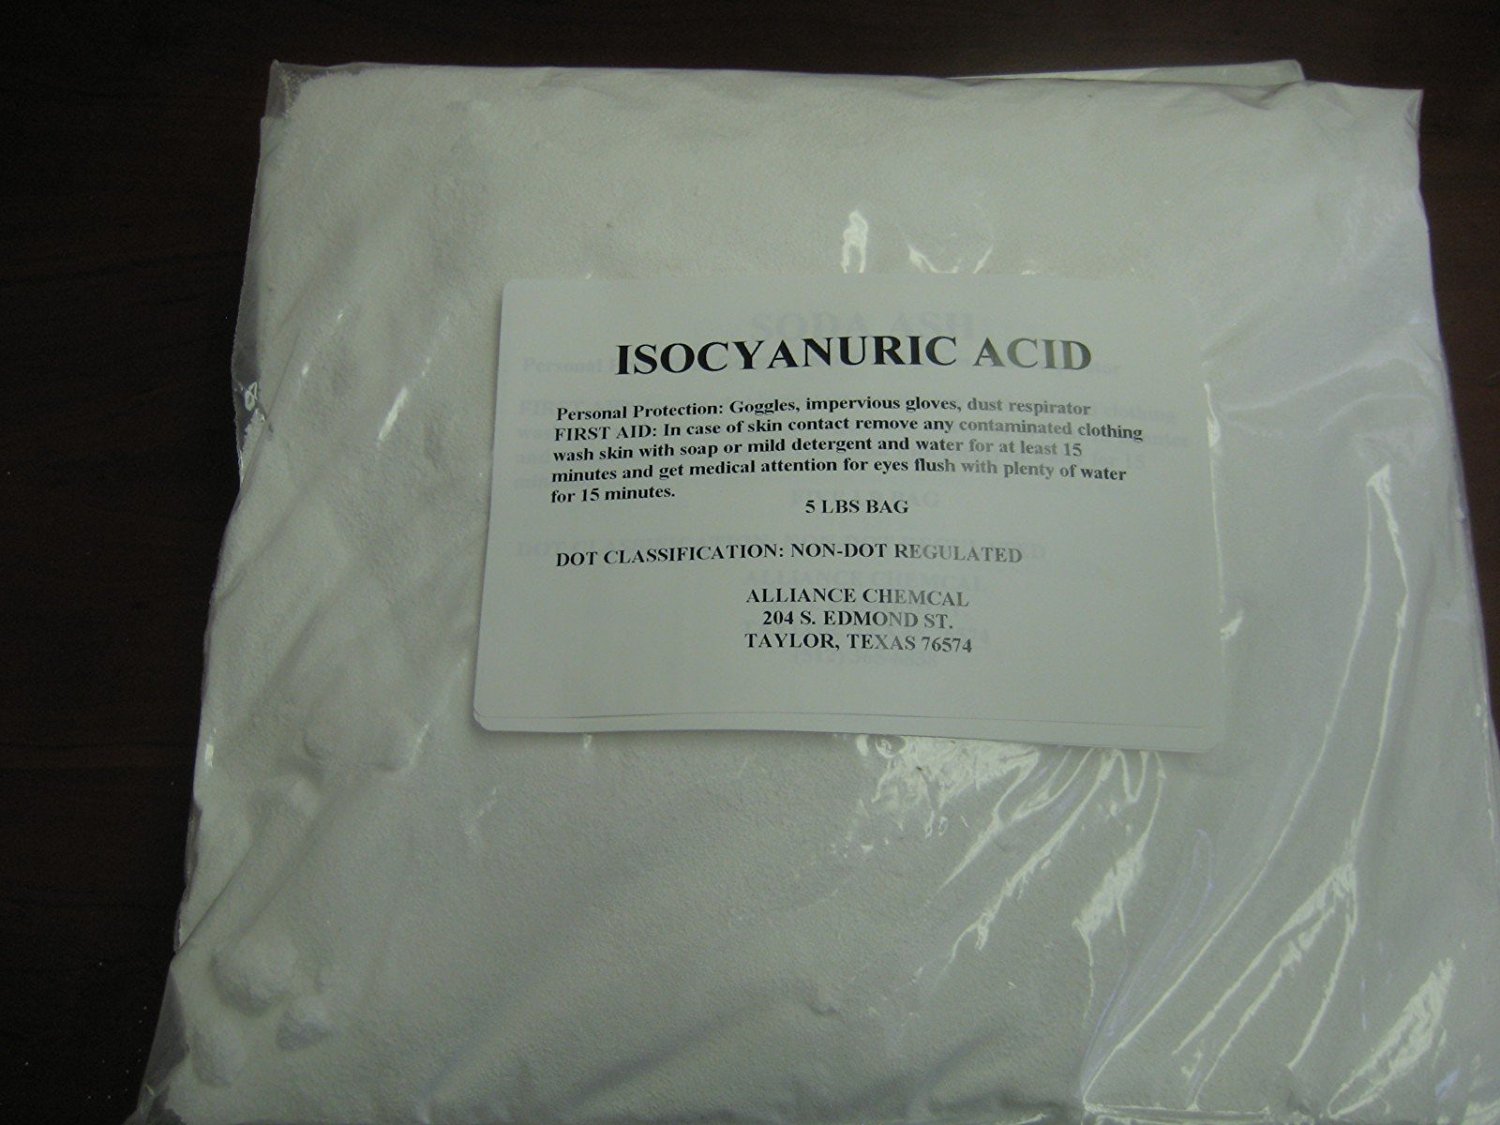 SODA ASH
ISOCYANURIC ACID
Personal Protection: Goggles, impervious gloves, dust respirator
FIRST AID: In case of skin contact remove any contaminated clothing
wash skin with soap or mild detergent and water for at least 15
minutes and get medical attention for eyes flush with plenty of water
for 15 minutes.
5 LBS BAG
DOT CLASSIFICATION: NON-DOT REGULATED
ALLIANCE CHEMCAL
204 S. EDMOND ST.
TAYLOR, TEXAS 76574